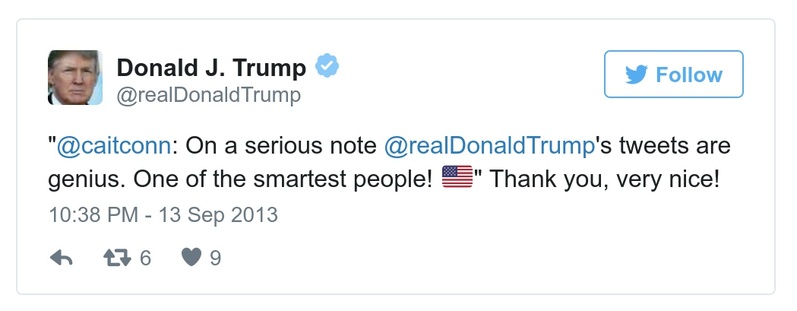 Donald J. Trump
@realDonaldTrump
Follow
"@caitconn: On a serious note @realDonaldTrump's tweets are
genius. One of the smartest people! 🇺🇸" Thank you, very nice!
10:38 PM - 13 Sep 2013
6 9